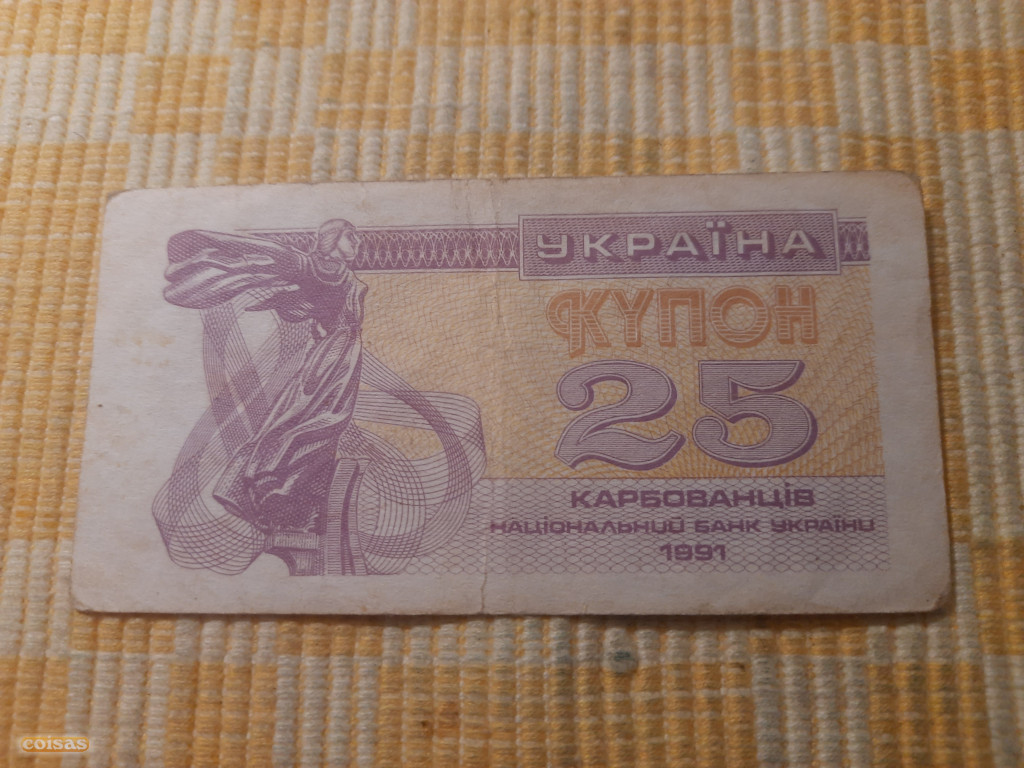 УКРАЇНА
КУПОН
25
КАРБОВАНЦІВ
НАЦІОНАЛЬНИЙ БАНК УКРАЇНИ
1991
coisas